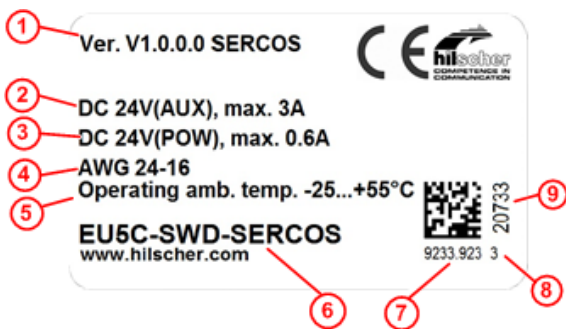 1
Ver. V1.0.0.0 SERCOS
CE
hilscher
COMPETENCE IN
COMMUNICATION
2
DC 24V(AUX), max. 3A
3
DC 24V(POW), max. 0.6A
4
AWG 24-16
5
Operating amb. temp. -25...+55°C
20733
9
EU5C-SWD-SERCOS
www.hilscher.com
9233.923 3
6
7
8